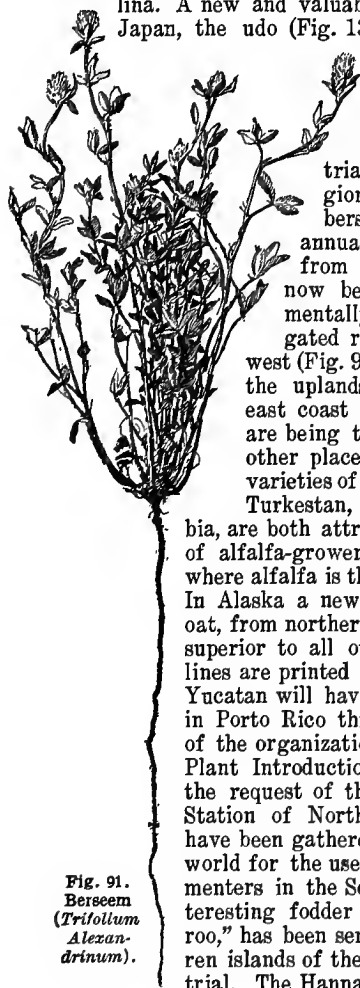 lina. A new and valuab
Japan, the udo (Fig. 13
tria
gion
bers
annua
from
now be
mentally
gated r
west (Fig. 9
the uplands
east coast
are being t
other place
varieties of
Turkestan,
bia, are both attr
of alfalfa-grower
where alfalfa is th
In Alaska a new
oat, from norther
superior to all o
lines are printed
Yucatan will hav
in Porto Rico th
of the organizati
Plant Introductio
the request of th
Station of North
have been gathere
world for the use
menters in the Se
teresting fodder
roo,” has been ser
ren islands of the
trial. The Hanna
Fig. 91.
Berseem
(Trifolium
Alexan-
drinum).